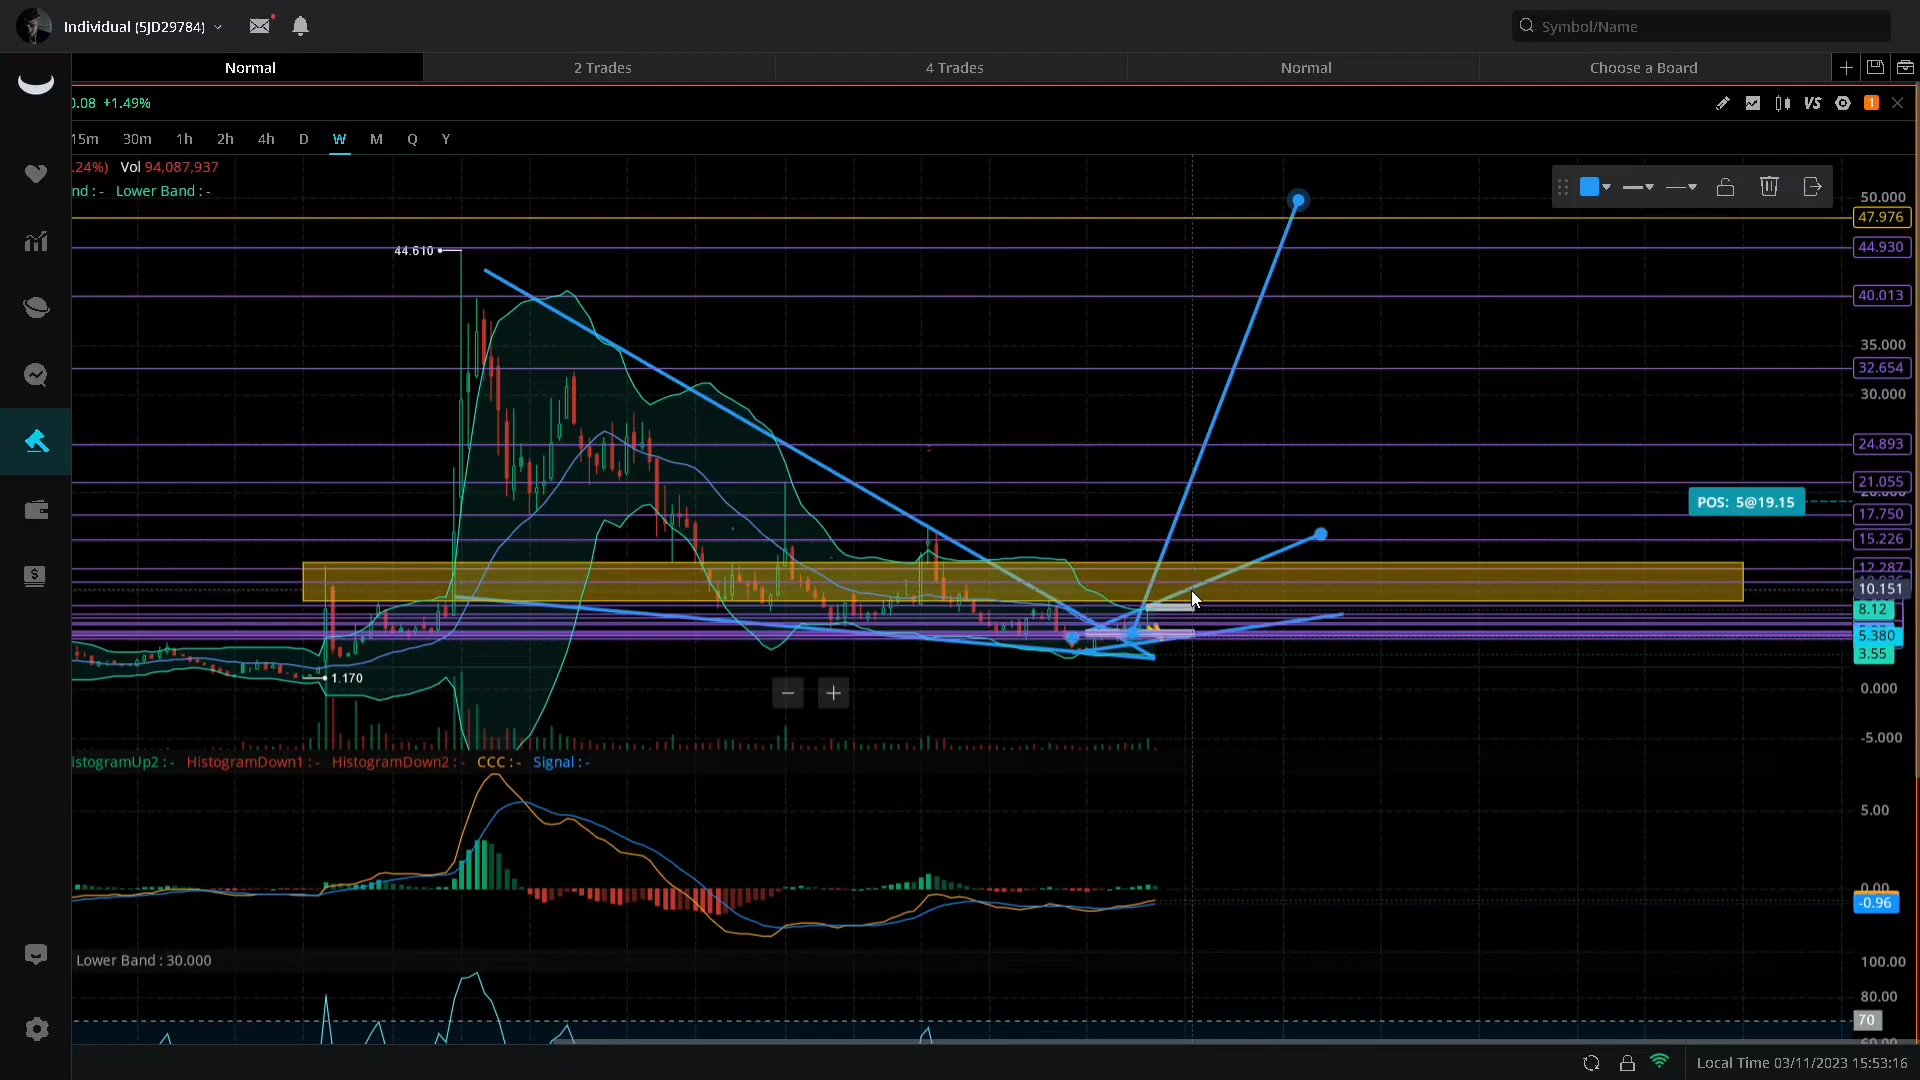 Individual (5JD29784)
Symbol/Name
Normal
2 Trades
4 Trades
Normal
Choose a Board
0.08 +1.49%
VS
1
15m 30m 1h 2h 4h D W M Q Y
.24%) Vol 94,087,937
nd : - Lower Band : -
50.000
47.976
44.610
44.930
40.013
35.000
32.654
30.000
24.893
21.055
POS: 5@19.15
17.750
15.226
12.287
10.151
8.12
5.380
3.55
1.170
0.000
-5.000
istogramUp2 : - HistogramDown1 : - HistogramDown2 : - CCC : - Signal : -
5.00
0.00
-0.96
Lower Band : 30.000
100.00
80.00
70
60.00
Local Time 03/11/2023 15:53:16